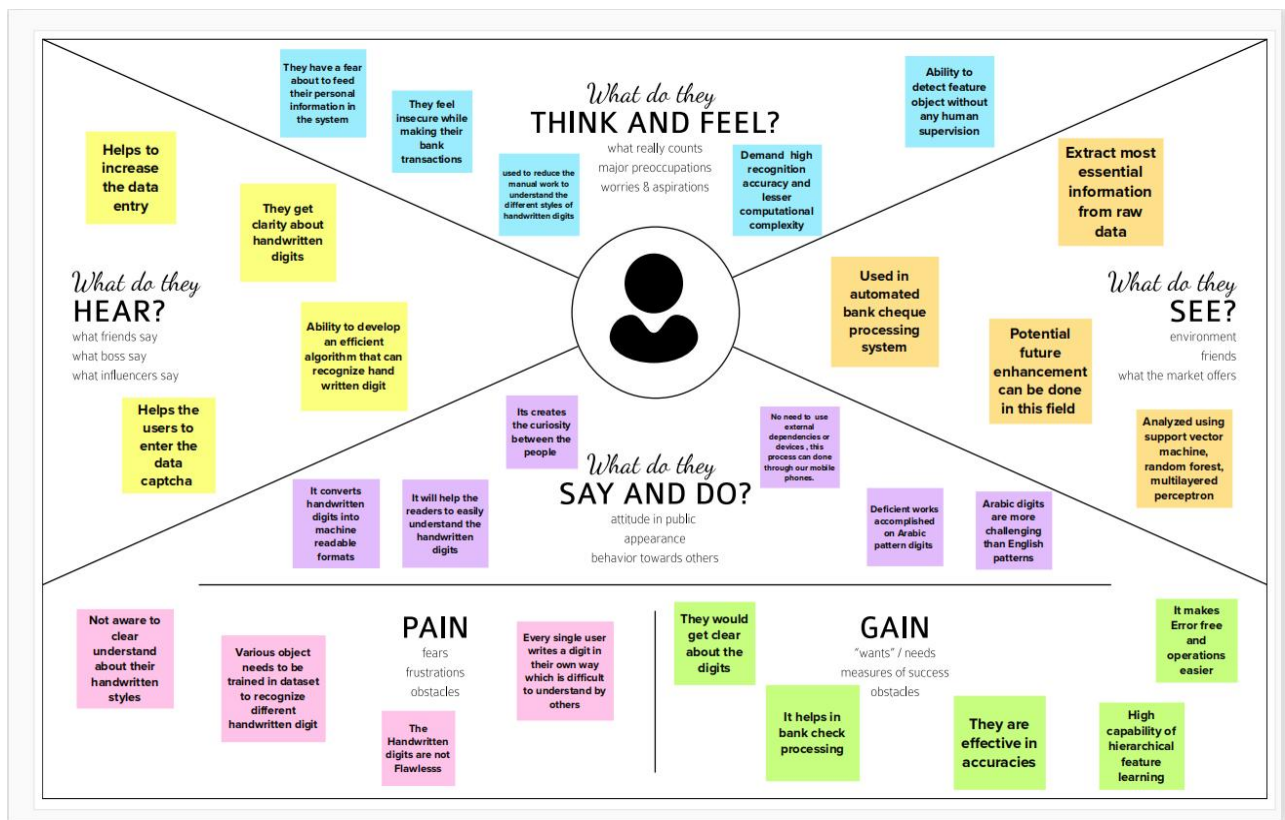 They have a fear
about to feed
their personal
information in
the system
They feel
insecure while
making their
bank
transactions
used to reduce the
manual work to
understand the
different styles of
handwritten digits
What do they
THINK AND FEEL?
what really counts
major preoccupations
worries & aspirations
Demand high
recognition
accuracy and
lesser
computational
complexity
Ability to
detect feature
object without
any human
supervision
Helps to
increase
the data
entry
They get
clarity about
handwritten
digits
What do they
HEAR?
what friends say
what boss say
what influencers say
Ability to develop
an efficient
algorithm that can
recognize hand
written digit
Helps the
users to
enter the
data
captcha
Extract most
essential
information
from raw
data
Used in
automated
bank cheque
processing
system
What do they
SEE?
environment
friends
what the market offers
Potential
future
enhancement
can be done
in this field
Analyzed using
support vector
machine,
random forest,
multilayered
perceptron
Its creates
the curiosity
between the
people
It converts
handwritten
digits into
machine
readable
formats
It will help the
readers to easily
understand the
handwritten
digits
What do they
SAY AND DO?
attitude in public
appearance
behavior towards others
No need to use
external
dependencies or
devices , this
process can done
through our mobile
phones.
Deficient works
accomplished
on Arabic
pattern digits
Arabic digits
are more
challenging
than English
patterns
Not aware to
clear
understand
about their
handwritten
styles
Various object
needs to be
trained in dataset
to recognize
different
handwritten digit
PAIN
fears
frustrations
obstacles
The
Handwritten
digits are not
Flawlesss
Every single user
writes a digit in
their own way
which is difficult
to understand by
others
They would
get clear
about the
digits
GAIN
"wants" / needs
measures of success
obstacles
It helps in
bank check
processing
They are
effective in
accuracies
High
capability of
hierarchical
feature
learning
It makes
Error free
and
operations
easier